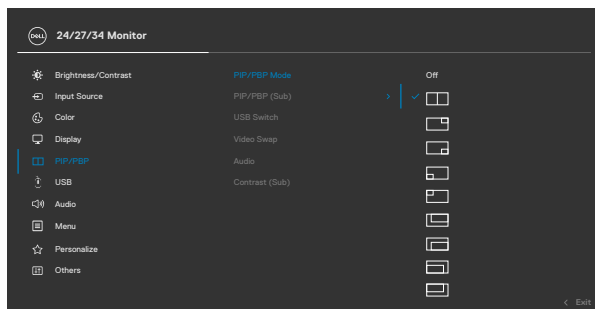 DELL
24/27/34 Monitor
Brightness/Contrast
Input Source
Color
Display
PIP/PBP
USB
Audio
Menu
Personalize
Others
PIP/PBP Mode
PIP/PBP (Sub)
USB Switch
Video Swap
Audio
Contrast (Sub)
Off
Exit